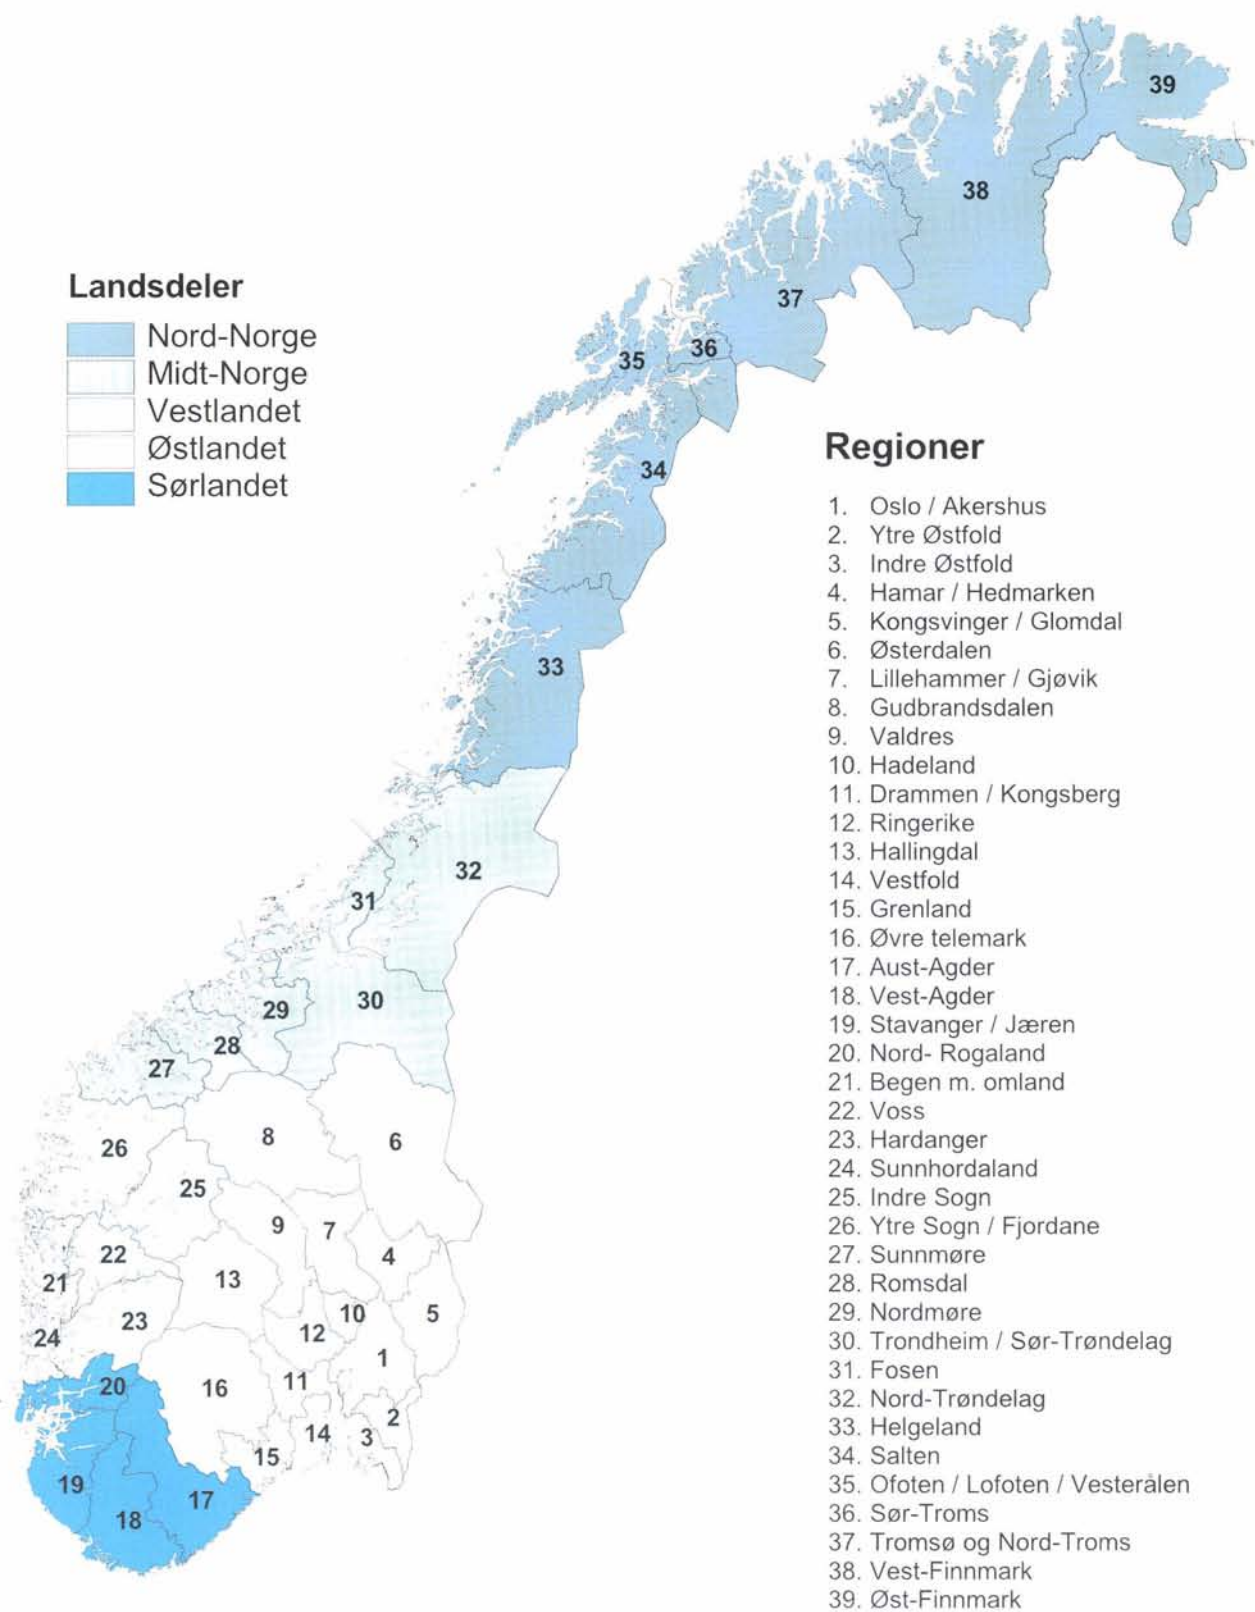 Landsdeler
Nord-Norge
Midt-Norge
Vestlandet
Østlandet
Sørlandet
39
38
37
36
35
34
33
32
31
30
29
28
27
26
8
6
25
9
7
4
22
21
13
5
23
10
12
24
1
20
16
11
2
14
3
15
19
17
18
Regioner
1. Oslo / Akershus
2. Ytre Østfold
3. Indre Østfold
4. Hamar / Hedmarken
5. Kongsvinger / Glomdal
6. Østerdalen
7. Lillehammer / Gjøvik
8. Gudbrandsdalen
9. Valdres
10. Hadeland
11. Drammen / Kongsberg
12. Ringerike
13. Hallingdal
14. Vestfold
15. Grenland
16. Øvre telemark
17. Aust-Agder
18. Vest-Agder
19. Stavanger / Jæren
20. Nord- Rogaland
21. Begen m. omland
22. Voss
23. Hardanger
24. Sunnhordaland
25. Indre Sogn
26. Ytre Sogn / Fjordane
27. Sunnmøre
28. Romsdal
29. Nordmøre
30. Trondheim / Sør-Trøndelag
31. Fosen
32. Nord-Trøndelag
33. Helgeland
34. Salten
35. Ofoten / Lofoten / Vesterålen
36. Sør-Troms
37. Tromsø og Nord-Troms
38. Vest-Finnmark
39. Øst-Finnmark